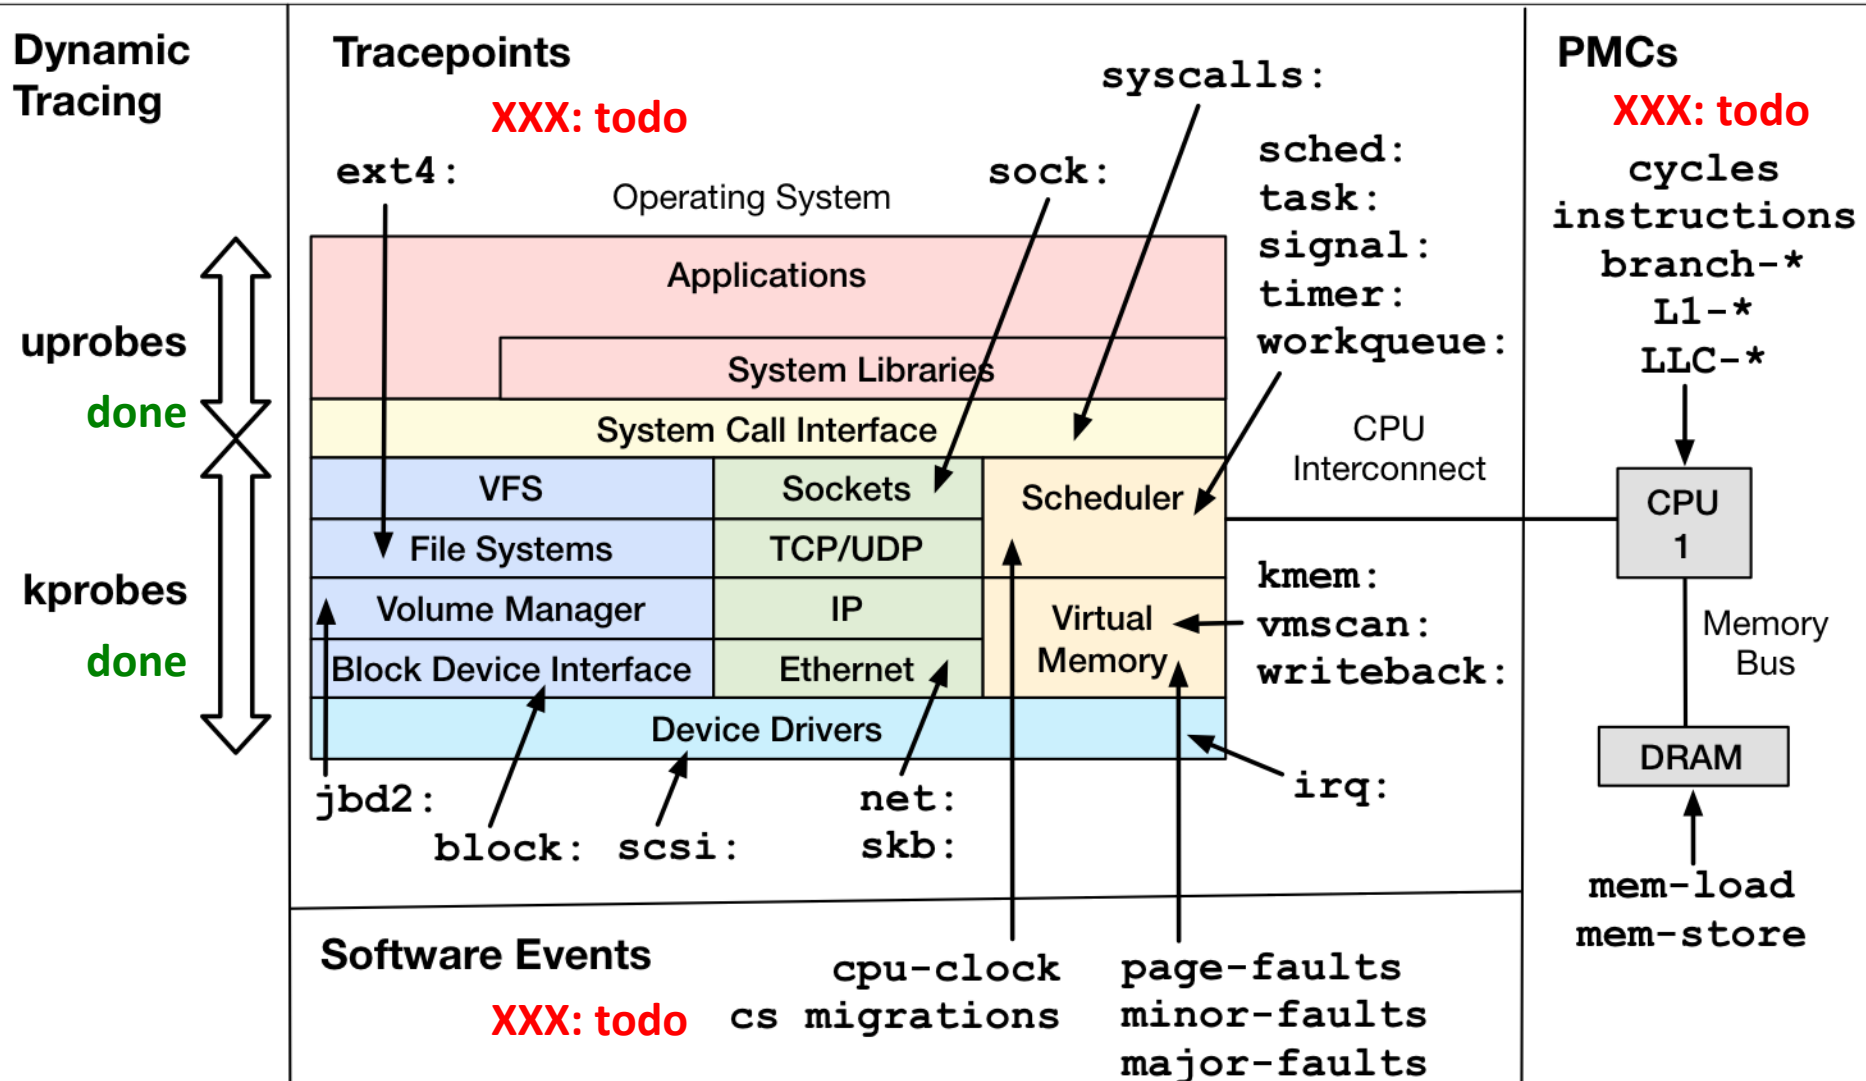 Dynamic
Tracing
uprobes
done
kprobes
done
Tracepoints
XXX: todo
syscalls:
ext4:
Operating System
sock:
sched:
task:
signal:
timer:
workqueue:
Applications
System Libraries
System Call Interface
VFS
Sockets
Scheduler
File Systems
TCP/UDP
Volume Manager
IP
Virtual
Memory
Block Device Interface
Ethernet
Device Drivers
CPU
Interconnect
kmem:
vmscan:
writeback:
irq:
jbd2:
block:
scsi:
net:
skb:
Software Events
XXX: todo
cpu-clock
cs migrations
page-faults
minor-faults
major-faults
PMCs
XXX: todo
cycles
instructions
branch-*
L1-*
LLC-*
CPU
1
Memory
Bus
DRAM
mem-load
mem-store